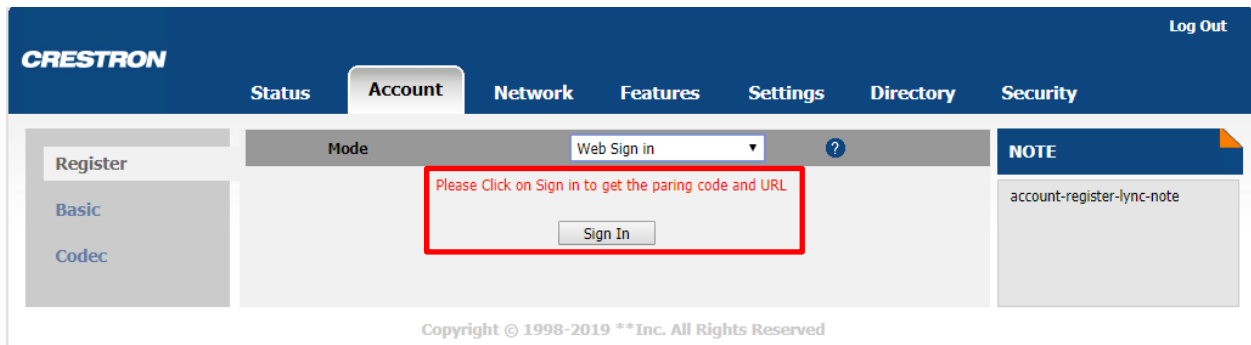 Log Out
CRESTRON
Status Account Network Features Settings Directory Security
Register
Basic
Codec
Mode Web Sign in ?
Please Click on Sign in to get the paring code and URL
Sign In
NOTE
account-register-lync-note
Copyright © 1998-2019 **Inc. All Rights Reserved